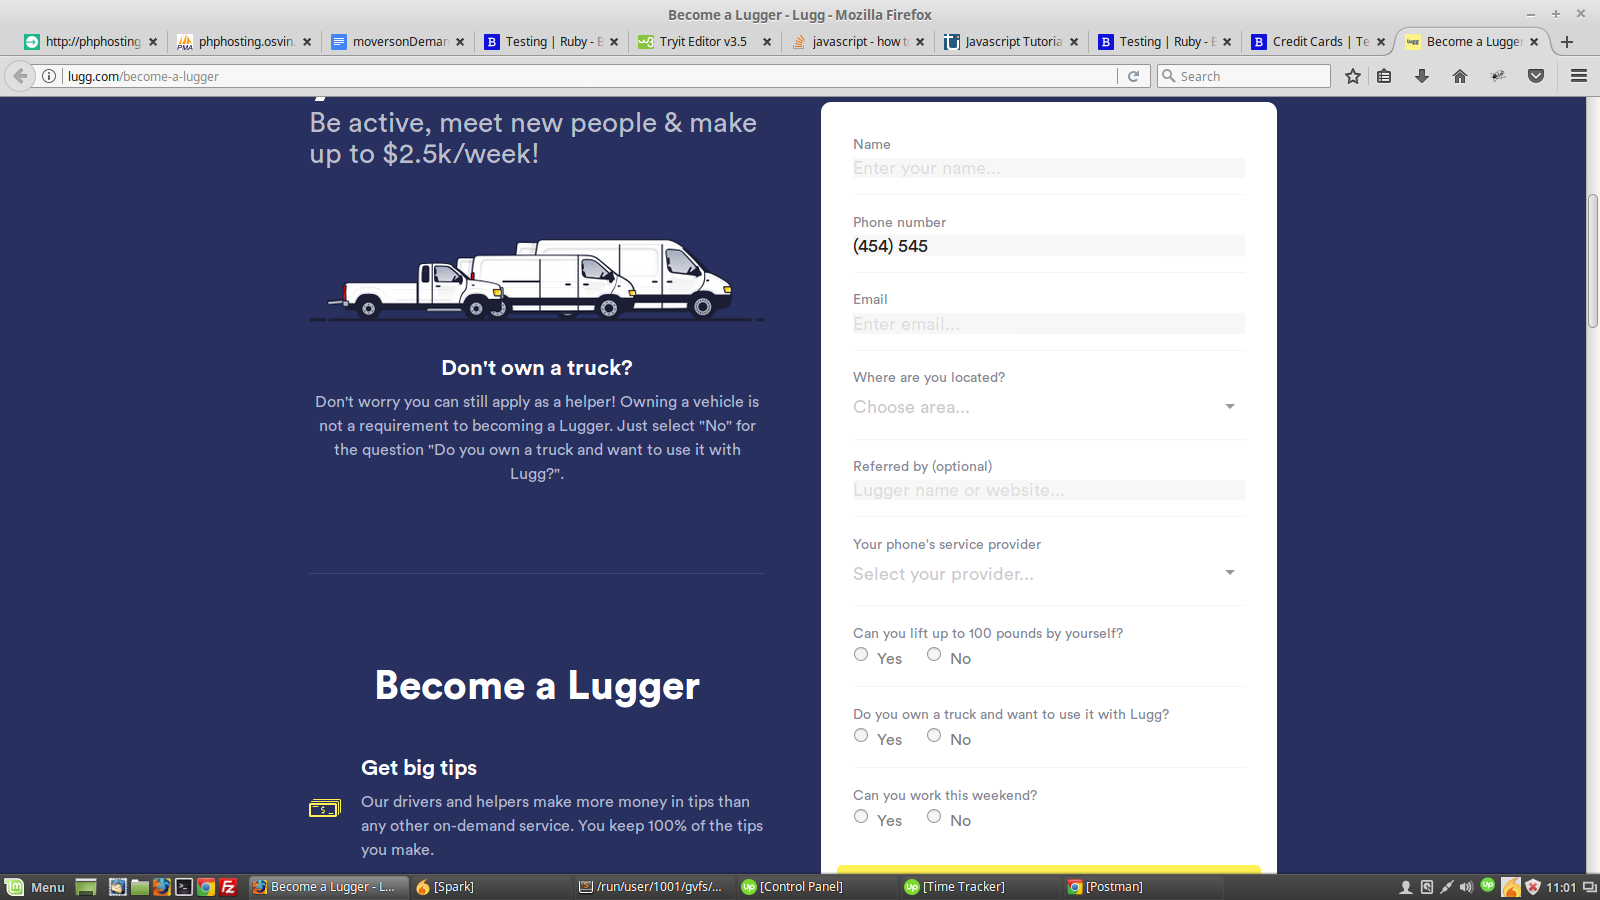 Become a Lugger - Lugg - Mozilla Firefox
http://phphosting
phphosting.osvin.
moversonDeman
Testing | Ruby - B
Tryit Editor v3.5
javascript - how t
Javascript Tutoria
Testing | Ruby - B
Credit Cards | Te
lugg
Become a Lugger
lugg.com/become-a-lugger
Search
Be active, meet new people & make
up to $2.5k/week!
Don't own a truck?
Don't worry you can still apply as a helper! Owning a vehicle is
not a requirement to becoming a Lugger. Just select "No" for
the question "Do you own a truck and want to use it with
Lugg?".
Become a Lugger
Get big tips
Our drivers and helpers make more money in tips than
any other on-demand service. You keep 100% of the tips
you make.
Name
Enter your name...
Phone number
(454) 545
Email
Enter email...
Where are you located?
Choose area...
Referred by (optional)
Lugger name or website...
Your phone's service provider
Select your provider...
Can you lift up to 100 pounds by yourself?
Yes No
Do you own a truck and want to use it with Lugg?
Yes No
Can you work this weekend?
Yes No
Menu
Become a Lugger - L...
[Spark]
/run/user/1001/gvfs/...
[Control Panel]
[Time Tracker]
[Postman]
11:01